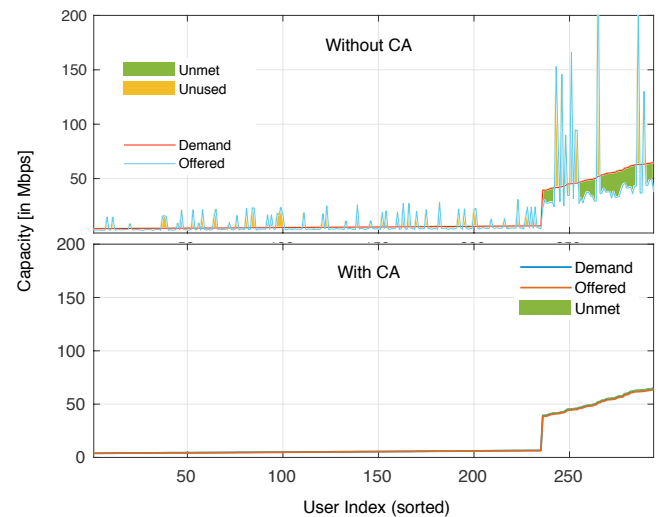 200
Without CA
150
Unmet
Unused
100
Demand
Offered
50
Capacity [in Mbps]
200
With CA
Demand
Offered
Unmet
150
100
50
0
50
100
150
200
250
User Index (sorted)